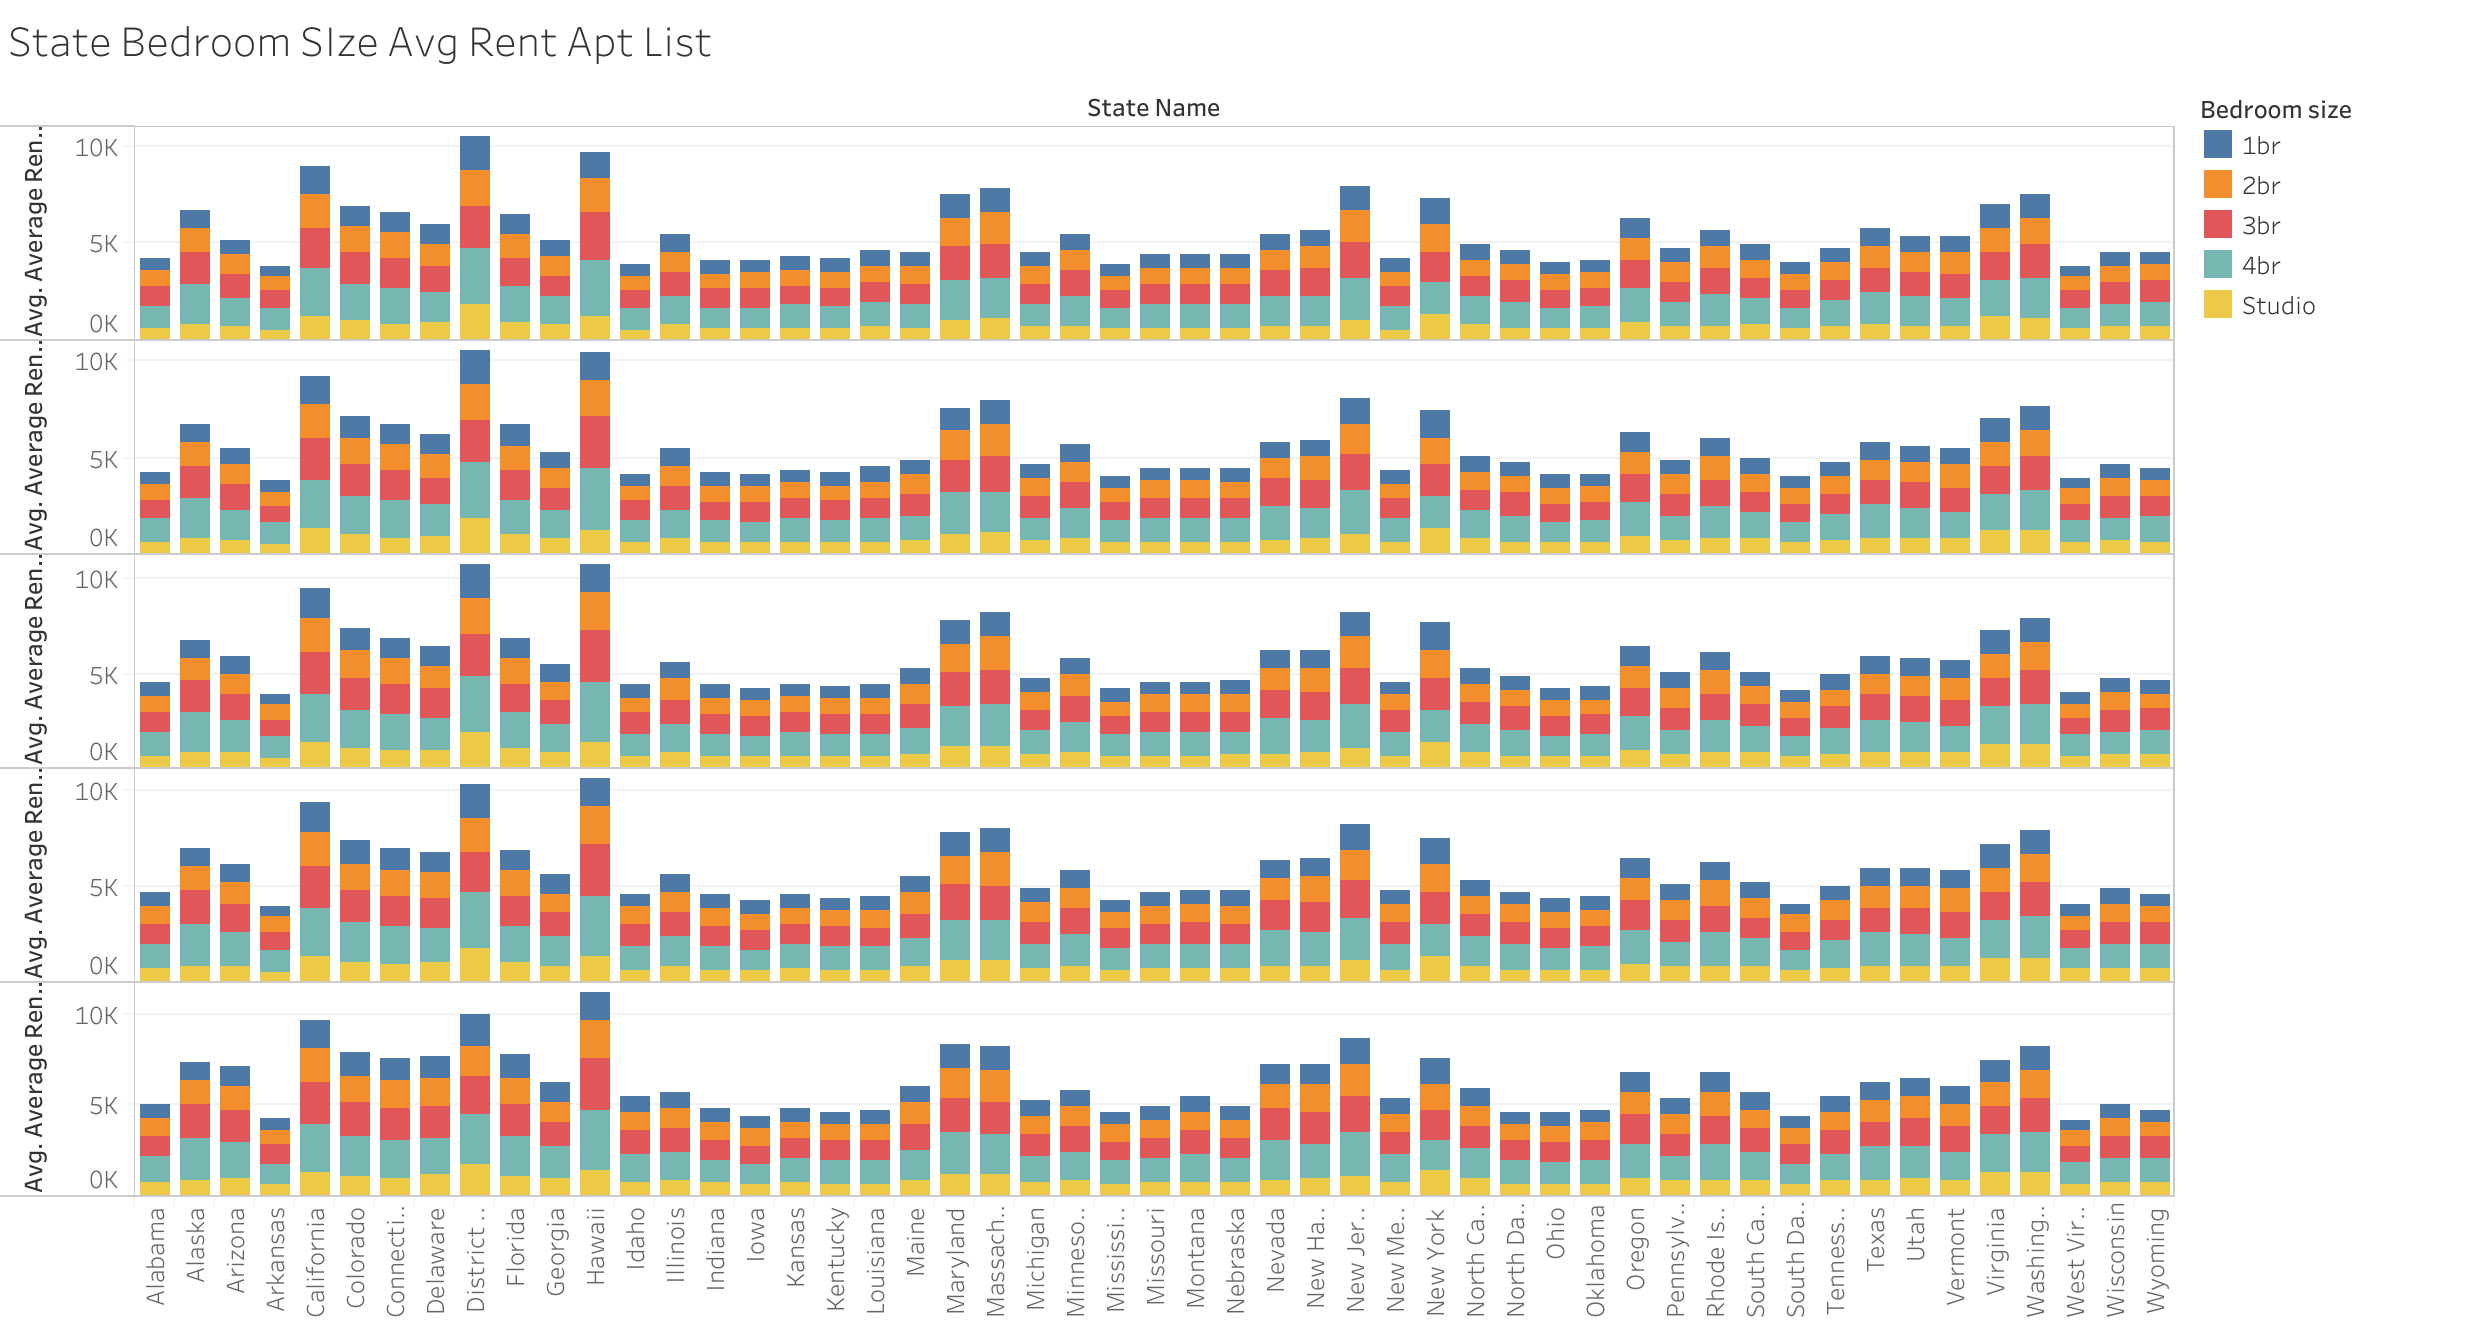 State Bedroom SIze Avg Rent Apt List
State Name
Bedroom size
1br
2br
3br
4br
Studio
Avg. Average Ren..
10K
5K
0K
Avg. Average Ren..
10K
5K
0K
Avg. Average Ren..
10K
5K
0K
Avg. Average Ren..
10K
5K
0K
Avg. Average Ren..
10K
5K
0K
Alabama
Alaska
Arizona
Arkansas
California
Colorado
Connecti..
Delaware
District ..
Florida
Georgia
Hawaii
Idaho
Illinois
Indiana
Iowa
Kansas
Kentucky
Louisiana
Maine
Maryland
Massach..
Michigan
Minneso..
Mississi..
Missouri
Montana
Nebraska
Nevada
New Ha..
New Jer..
New Me..
New York
North Ca..
North Da..
Ohio
Oklahoma
Oregon
Pennsylv..
Rhode Is..
South Ca..
South Da..
Tenness..
Texas
Utah
Vermont
Virginia
Washing..
West Vir..
Wisconsin
Wyoming